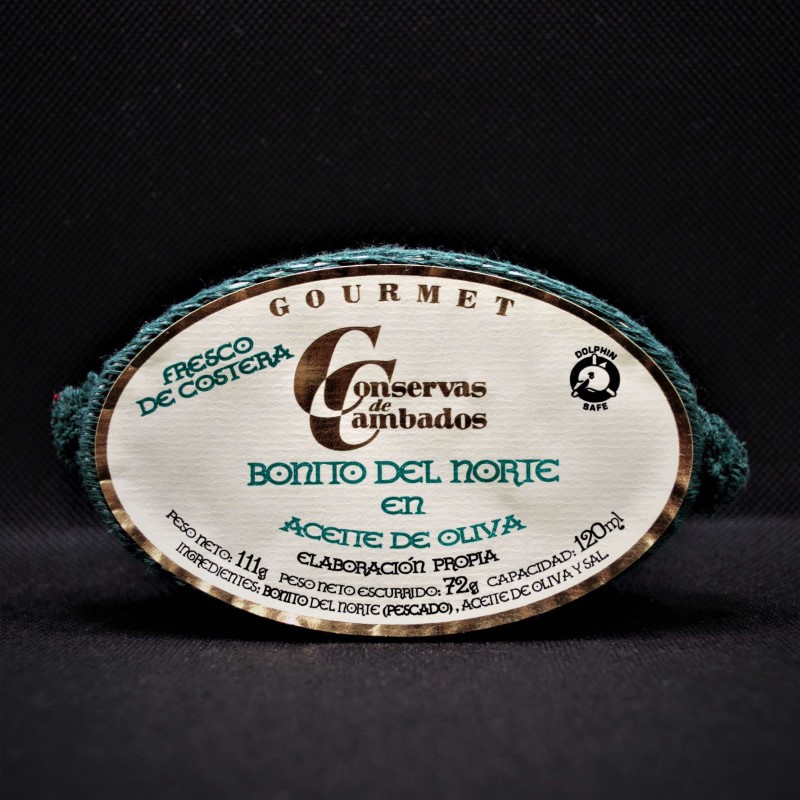 GOURMET
FRESCO
DE COSTERA
Conservas
de
Cambados
DOLPHIN
SAFE
BONITO DEL NORTE
EN
ACEITE DE OLIVA
ELABORACIÓN PROPIA
PESO NETO: 111g PESO NETO ESCURRIDO: 72g CAPACIDAD: 120ml
INGREDIENTES: BONITO DEL NORTE (PESCADO), ACEITE DE OLIVA Y SAL.